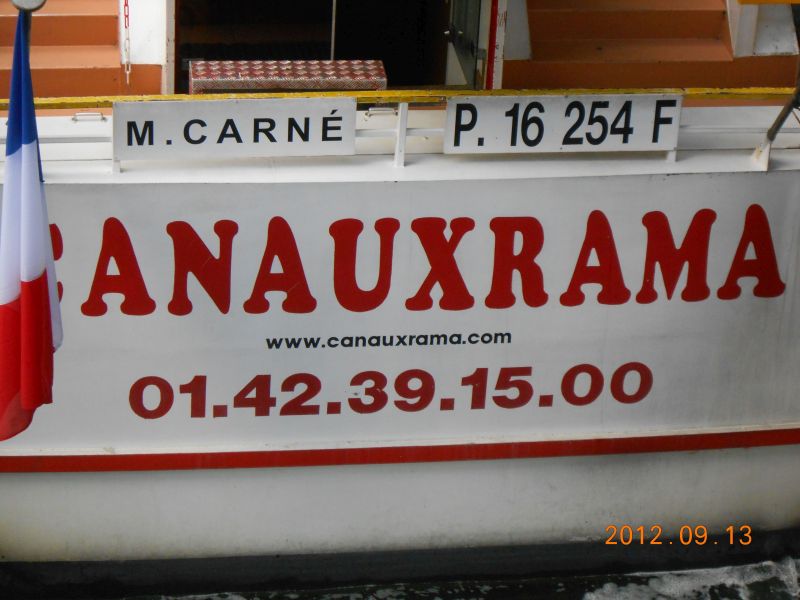 M. CARNÉ
P. 16 254 F
CANAUXRAMA
www.canauxrama.com
01.42.39.15.00
2012.09.13